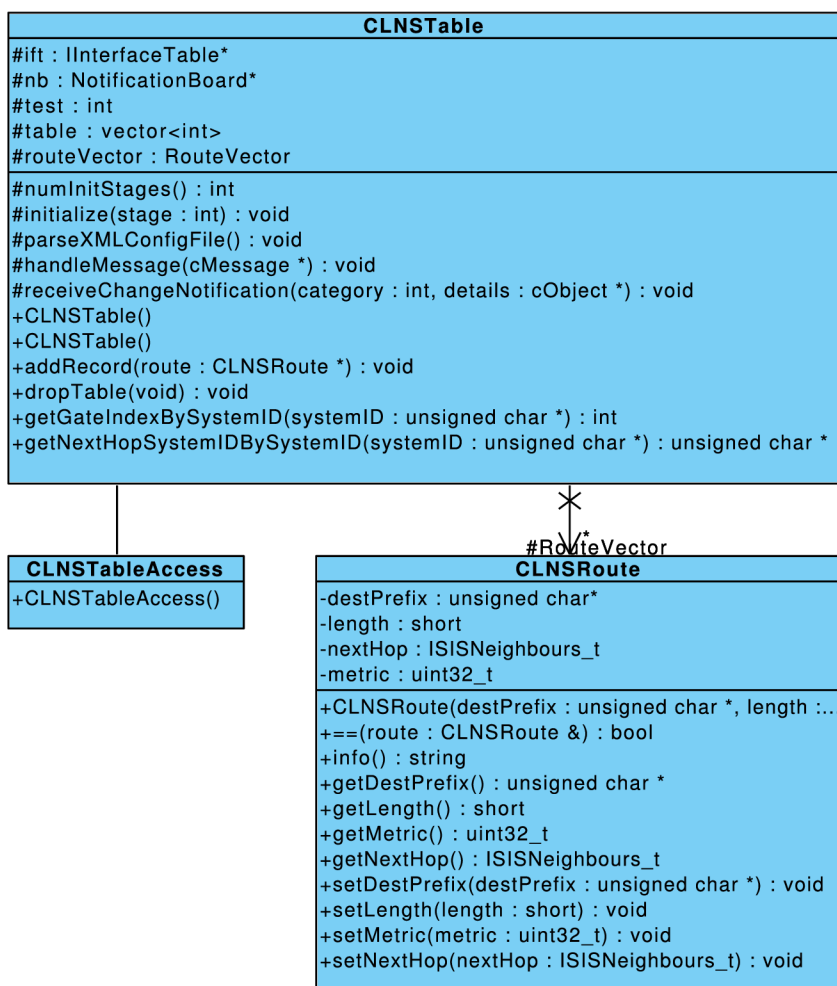 CLNSTable
#ift : IInterfaceTable*
#nb : NotificationBoard*
#test : int
#table : vector<int>
#routeVector : RouteVector
#numInitStages() : int
#initialize(stage : int) : void
#parseXMLConfigFile() : void
#handleMessage(cMessage *) : void
#receiveChangeNotification(category : int, details : cObject *) : void
+CLNSTable()
+CLNSTable()
+addRecord(route : CLNSRoute *) : void
+dropTable(void) : void
+getGateIndexBySystemID(systemID : unsigned char *) : int
+getNextHopSystemIDBySystemID(systemID : unsigned char *) : unsigned char *
*
#RouteVector
CLNSTableAccess
+CLNSTableAccess()
CLNSRoute
-destPrefix : unsigned char*
-length : short
-nextHop : ISISNeighbours_t
-metric : uint32_t
+CLNSRoute(destPrefix : unsigned char *, length :...
+==(route : CLNSRoute &) : bool
+info() : string
+getDestPrefix() : unsigned char *
+getLength() : short
+getMetric() : uint32_t
+getNextHop() : ISISNeighbours_t
+setDestPrefix(destPrefix : unsigned char *) : void
+setLength(length : short) : void
+setMetric(metric : uint32_t) : void
+setNextHop(nextHop : ISISNeighbours_t) : void